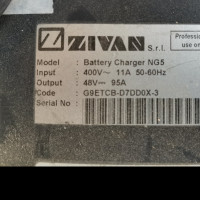 ZIVAN S.r.l.
Professio
use on
Model : Battery Charger NG5
Input : 400V~ 11A 50-60Hz
Output : 48V⎓ 95A
Code : G9ETCB-D7DD0X-3
Serial No :